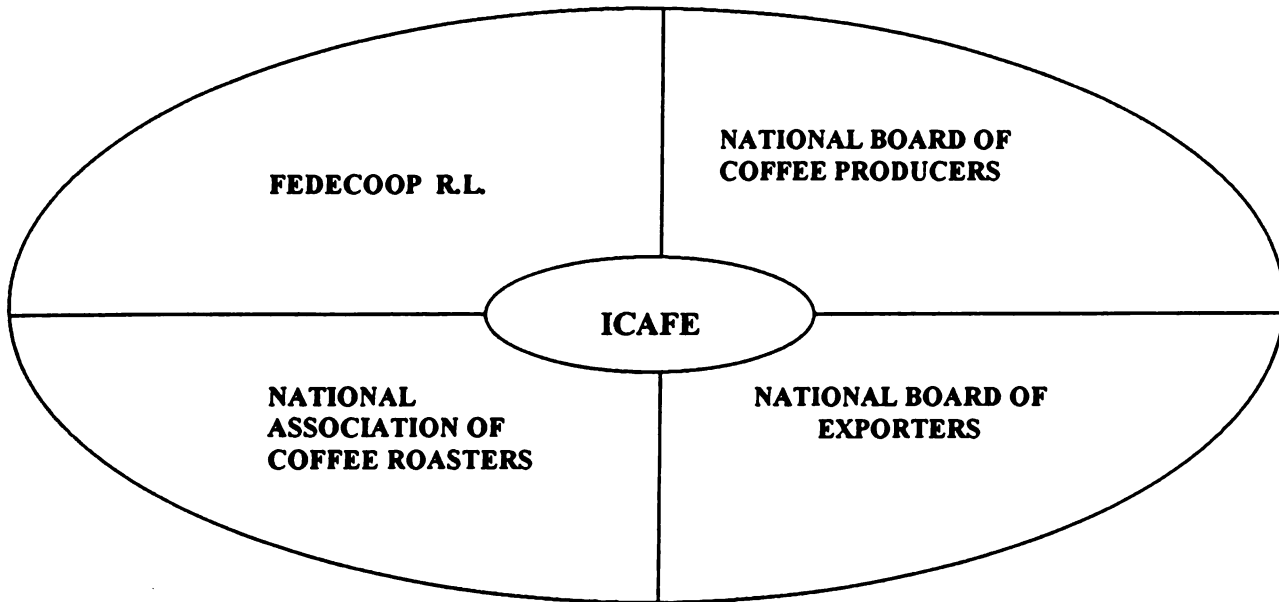 FEDECOOP R.L.
NATIONAL BOARD OF
COFFEE PRODUCERS
ICAFE
NATIONAL
ASSOCIATION OF
COFFEE ROASTERS
NATIONAL BOARD OF
EXPORTERS